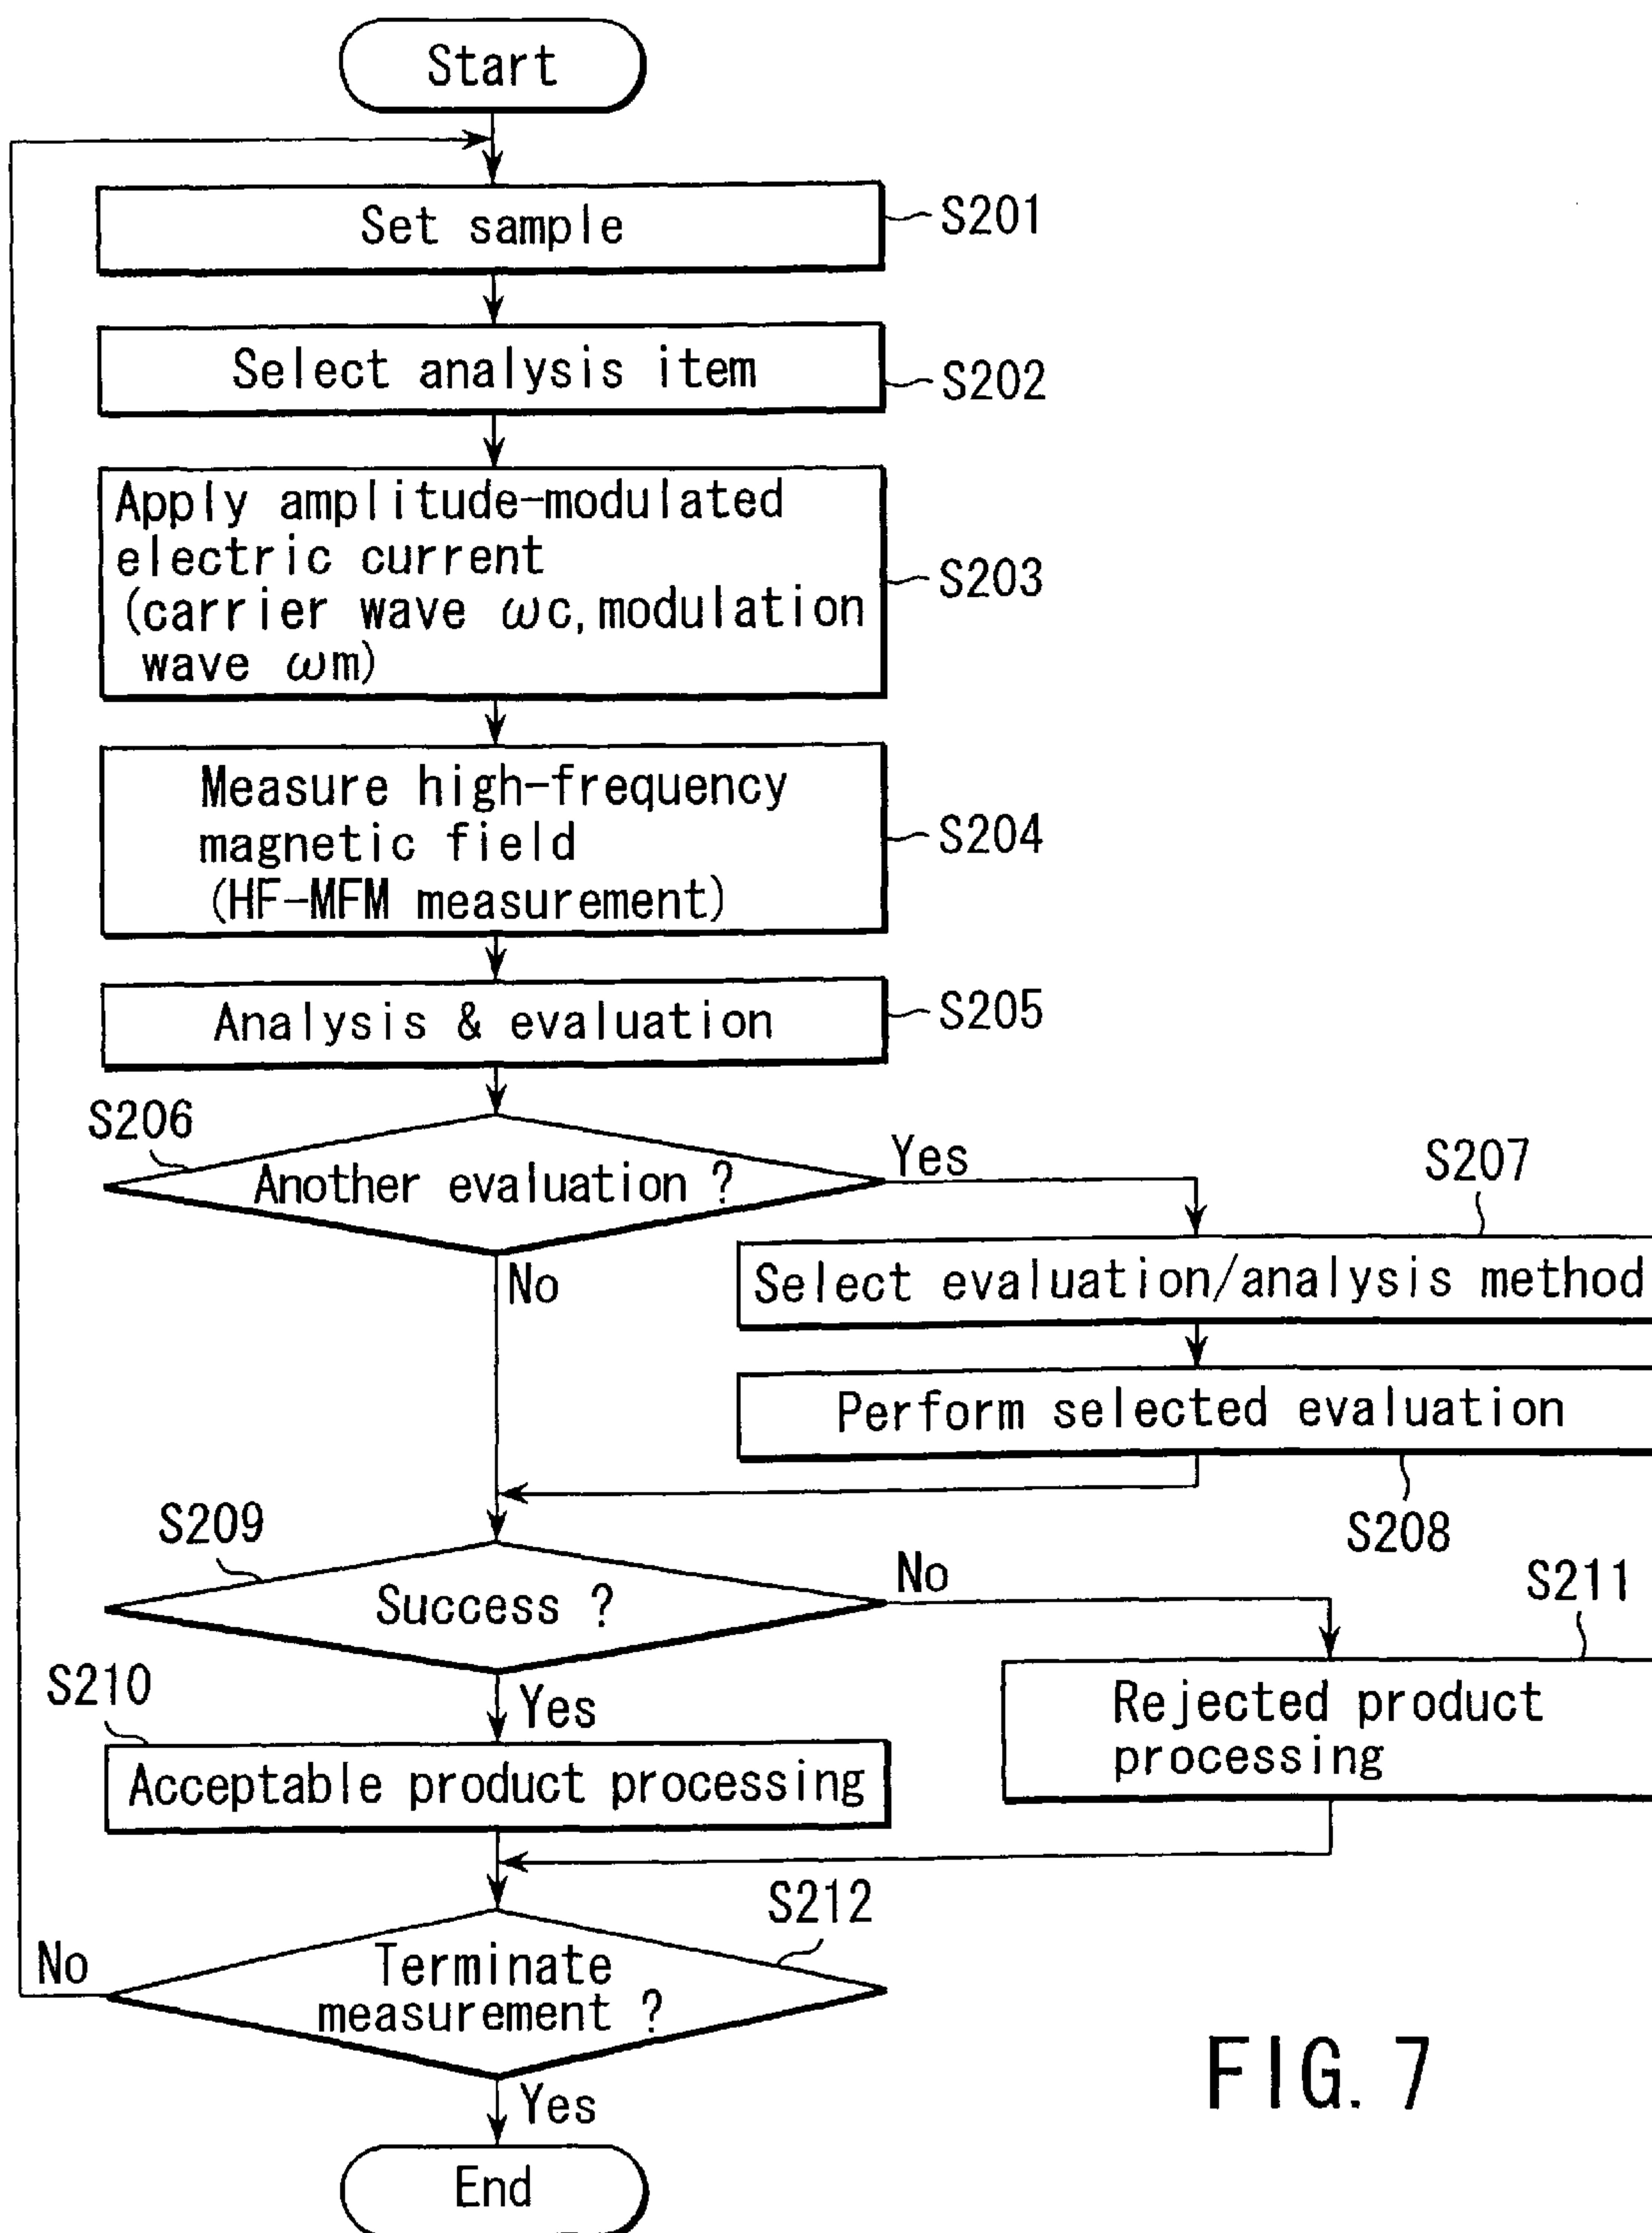 Start
Set sample
S201
Select analysis item
S202
Apply amplitude-modulated
electric current
(carrier wave ωc, modulation
wave ωm)
S203
Measure high-frequency
magnetic field
(HF-MFM measurement)
S204
Analysis & evaluation
S205
S206
Another evaluation ?
Yes
No
S207
Select evaluation/analysis method
Perform selected evaluation
S208
S209
Success ?
No
Yes
S211
Rejected product
processing
S210
Acceptable product processing
S212
Terminate
measurement ?
No
Yes
End
FIG. 7